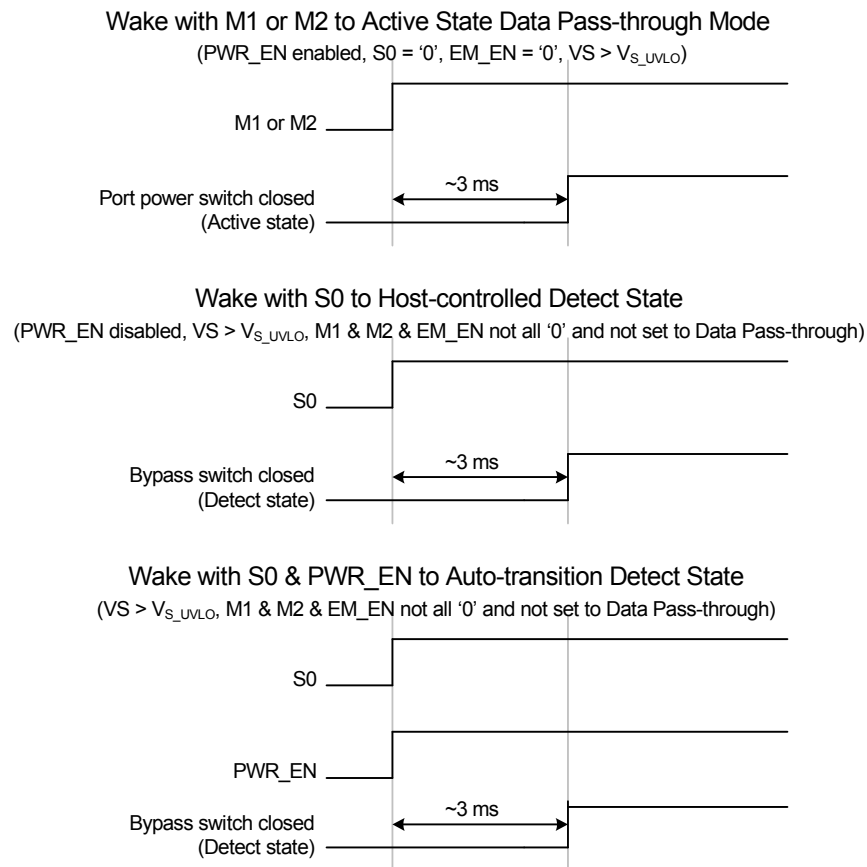 Wake with M1 or M2 to Active State Data Pass-through Mode
(PWR_EN enabled, S0 = ‘0’, EM_EN = ‘0’, VS > VS_UVLO)
M1 or M2
~3 ms
Port power switch closed
(Active state)
Wake with S0 to Host-controlled Detect State
(PWR_EN disabled, VS > VS_UVLO, M1 & M2 & EM_EN not all ‘0’ and not set to Data Pass-through)
S0
~3 ms
Bypass switch closed
(Detect state)
Wake with S0 & PWR_EN to Auto-transition Detect State
(VS > VS_UVLO, M1 & M2 & EM_EN not all ‘0’ and not set to Data Pass-through)
S0
PWR_EN
~3 ms
Bypass switch closed
(Detect state)